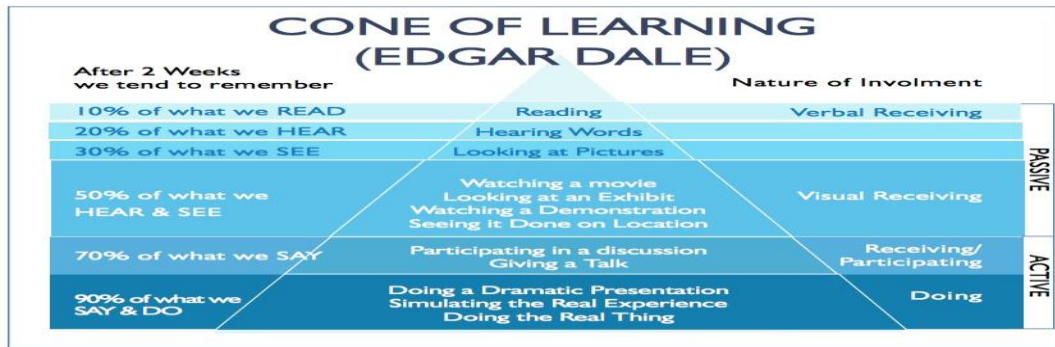 CONE OF LEARNING
(EDGAR DALE)
After 2 Weeks
we tend to remember
Nature of Involment
10% of what we READ
Reading
Verbal Receiving
20% of what we HEAR
Hearing Words
30% of what we SEE
Looking at Pictures
50% of what we
HEAR & SEE
Watching a movie
Looking at an Exhibit
Watching a Demonstration
Seeing it Done on Location
Visual Receiving
PASSIVE
70% of what we SAY
Participating in a discussion
Giving a Talk
Receiving/
Participating
90% of what we
SAY & DO
Doing a Dramatic Presentation
Simulating the Real Experience
Doing the Real Thing
Doing
ACTIVE